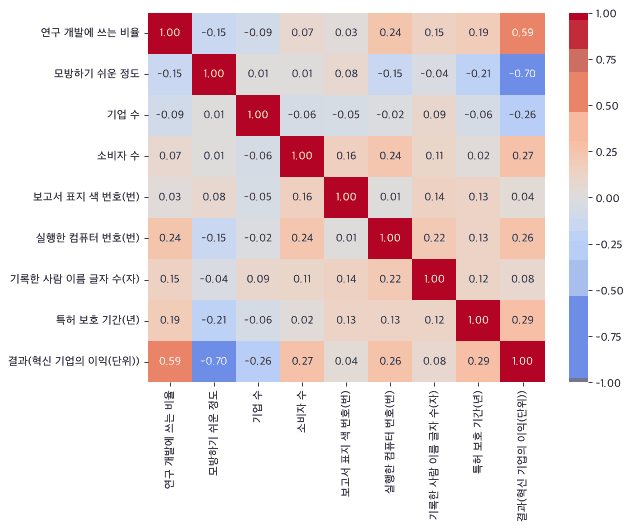 연구 개발에 쓰는 비율 1.00 -0.15 -0.09 0.07 0.03 0.24 0.15 0.19 0.59
모방하기 쉬운 정도 -0.15 1.00 0.01 0.01 0.08 -0.15 -0.04 -0.21 -0.70
기업 수 -0.09 0.01 1.00 -0.06 -0.05 -0.02 0.09 -0.06 -0.26
소비자 수 0.07 0.01 -0.06 1.00 0.16 0.24 0.11 0.02 0.27
보고서 표지 색 번호(번) 0.03 0.08 -0.05 0.16 1.00 0.01 0.14 0.13 0.04
실행한 컴퓨터 번호(번) 0.24 -0.15 -0.02 0.24 0.01 1.00 0.22 0.13 0.26
기록한 사람 이름 글자 수(자) 0.15 -0.04 0.09 0.11 0.14 0.22 1.00 0.12 0.08
특허 보호 기간(년) 0.19 -0.21 -0.06 0.02 0.13 0.13 0.12 1.00 0.29
결과(혁신 기업의 이익(단위)) 0.59 -0.70 -0.26 0.27 0.04 0.26 0.08 0.29 1.00
연구 개발에 쓰는 비율
모방하기 쉬운 정도
기업 수
소비자 수
보고서 표지 색 번호(번)
실행한 컴퓨터 번호(번)
기록한 사람 이름 글자 수(자)
특허 보호 기간(년)
결과(혁신 기업의 이익(단위))
1.00
0.75
0.50
0.25
0.00
-0.25
-0.50
-0.75
-1.00